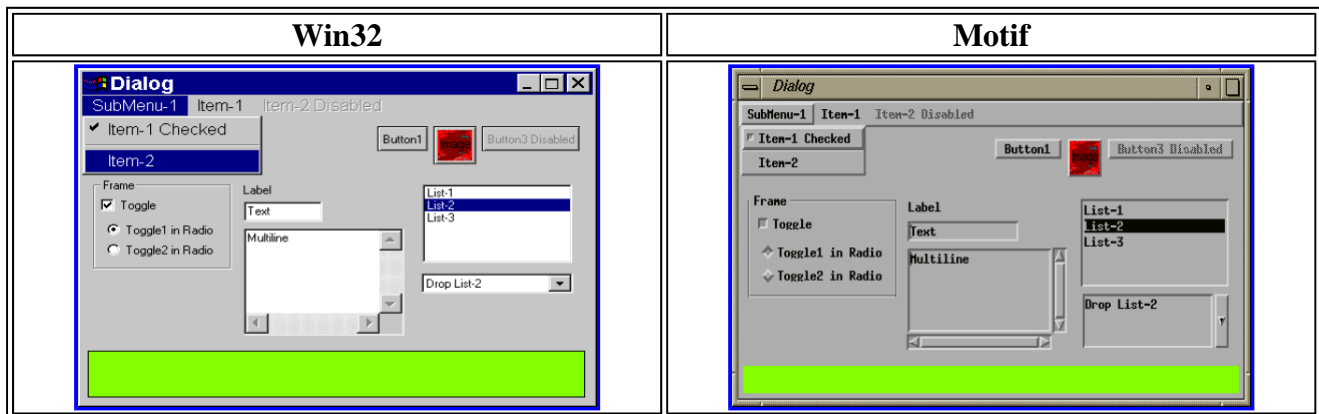 Win32
Motif
Dialog
SubMenu-1 Item-1 Item-2 Disabled
Item-1 Checked
Item-2
Button1
Image
Button3 Disabled
Frame
Toggle
Toggle1 in Radio
Toggle2 in Radio
Label
Text
Multiline
List-1
List-2
List-3
Drop List-2
Dialog
SubMenu-1 Item-1 Item-2 Disabled
Item-1 Checked
Item-2
Button1
Image
Button3 Disabled
Frame
Toggle
Toggle1 in Radio
Toggle2 in Radio
Label
Text
Multiline
List-1
List-2
List-3
Drop List-2